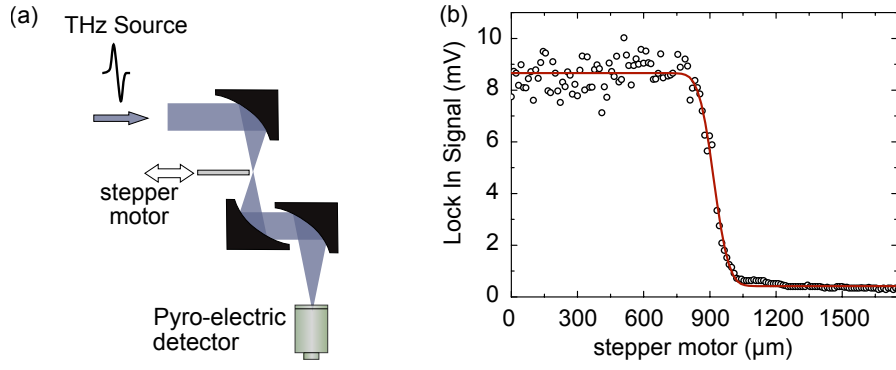 (a)
THz Source
stepper
motor
Pyro-electric
detector
(b)
Lock In Signal (mV)
10
8
6
4
2
0
0 300 600 900 1200 1500
stepper motor (μm)